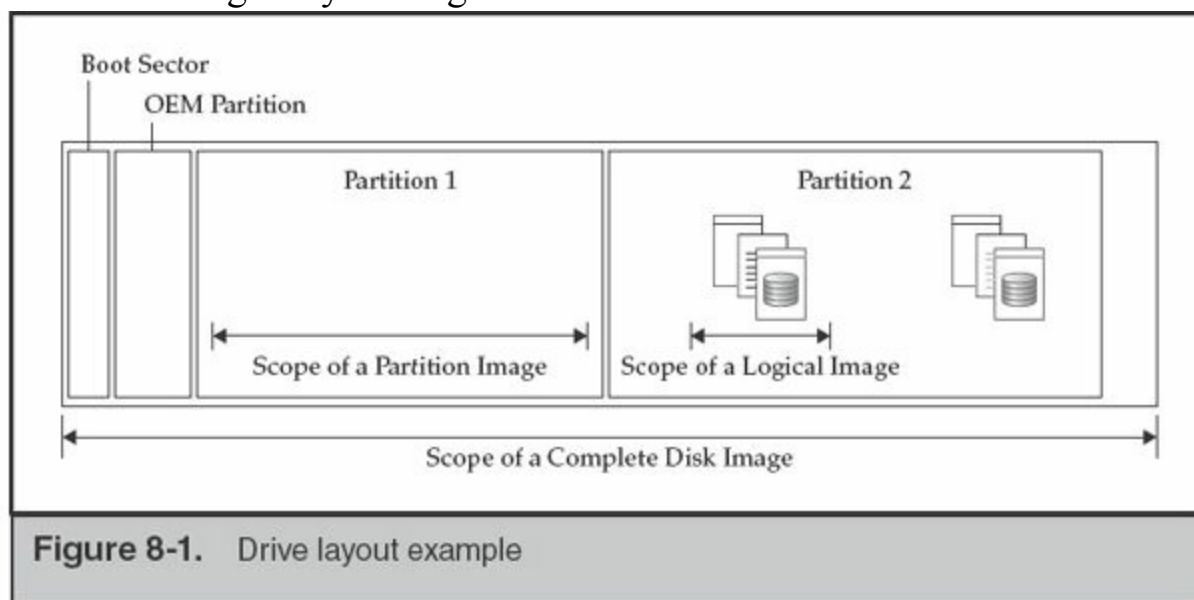 Boot Sector
OEM Partition
Partition 1
Partition 2
Scope of a Partition Image
Scope of a Logical Image
Scope of a Complete Disk Image
Figure 8-1. Drive layout example